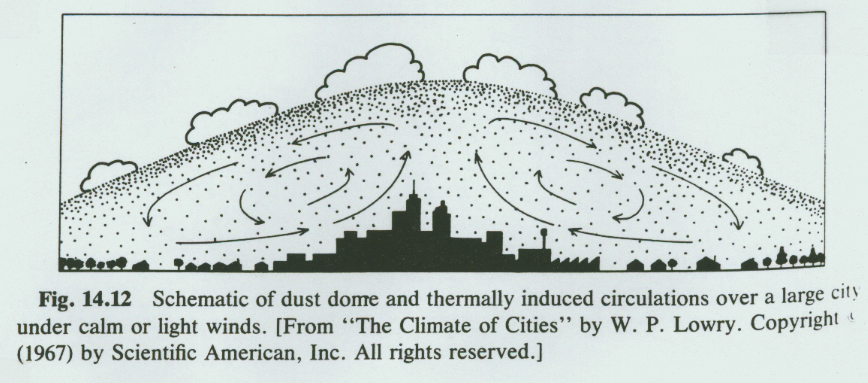 Fig. 14.12 Schematic of dust dome and thermally induced circulations over a large city
under calm or light winds. [From "The Climate of Cities" by W. P. Lowry. Copyright
(1967) by Scientific American, Inc. All rights reserved.]